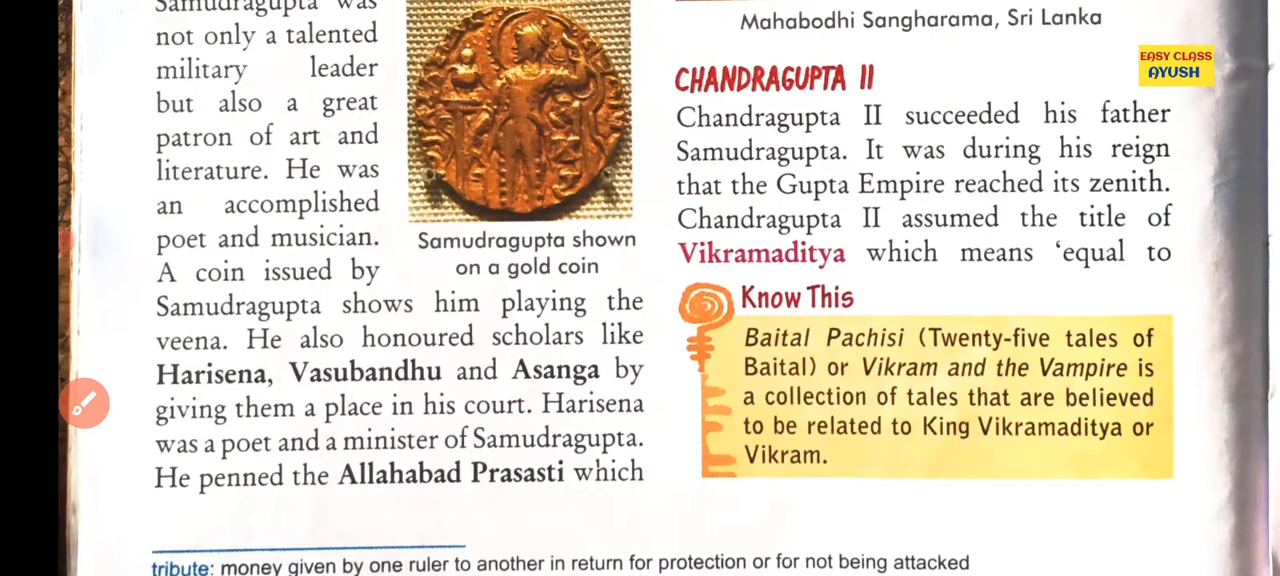 Samudragupta was
not only a talented
military leader
but also a great
patron of art and
literature. He was
an accomplished
poet and musician.
A coin issued by
Samudragupta shows him playing the
veena. He also honoured scholars like
Harisena, Vasubandhu and Asanga by
giving them a place in his court. Harisena
was a poet and a minister of Samudragupta.
He penned the Allahabad Prasasti which
Samudragupta shown
on a gold coin
Mahabodhi Sangharama, Sri Lanka
EASY CLASS
AYUSH
CHANDRAGUPTA II
Chandragupta II succeeded his father
Samudragupta. It was during his reign
that the Gupta Empire reached its zenith.
Chandragupta II assumed the title of
Vikramaditya which means ‘equal to
Know This
Baital Pachisi (Twenty-five tales of
Baital) or Vikram and the Vampire is
a collection of tales that are believed
to be related to King Vikramaditya or
Vikram.
tribute: money given by one ruler to another in return for protection or for not being attacked